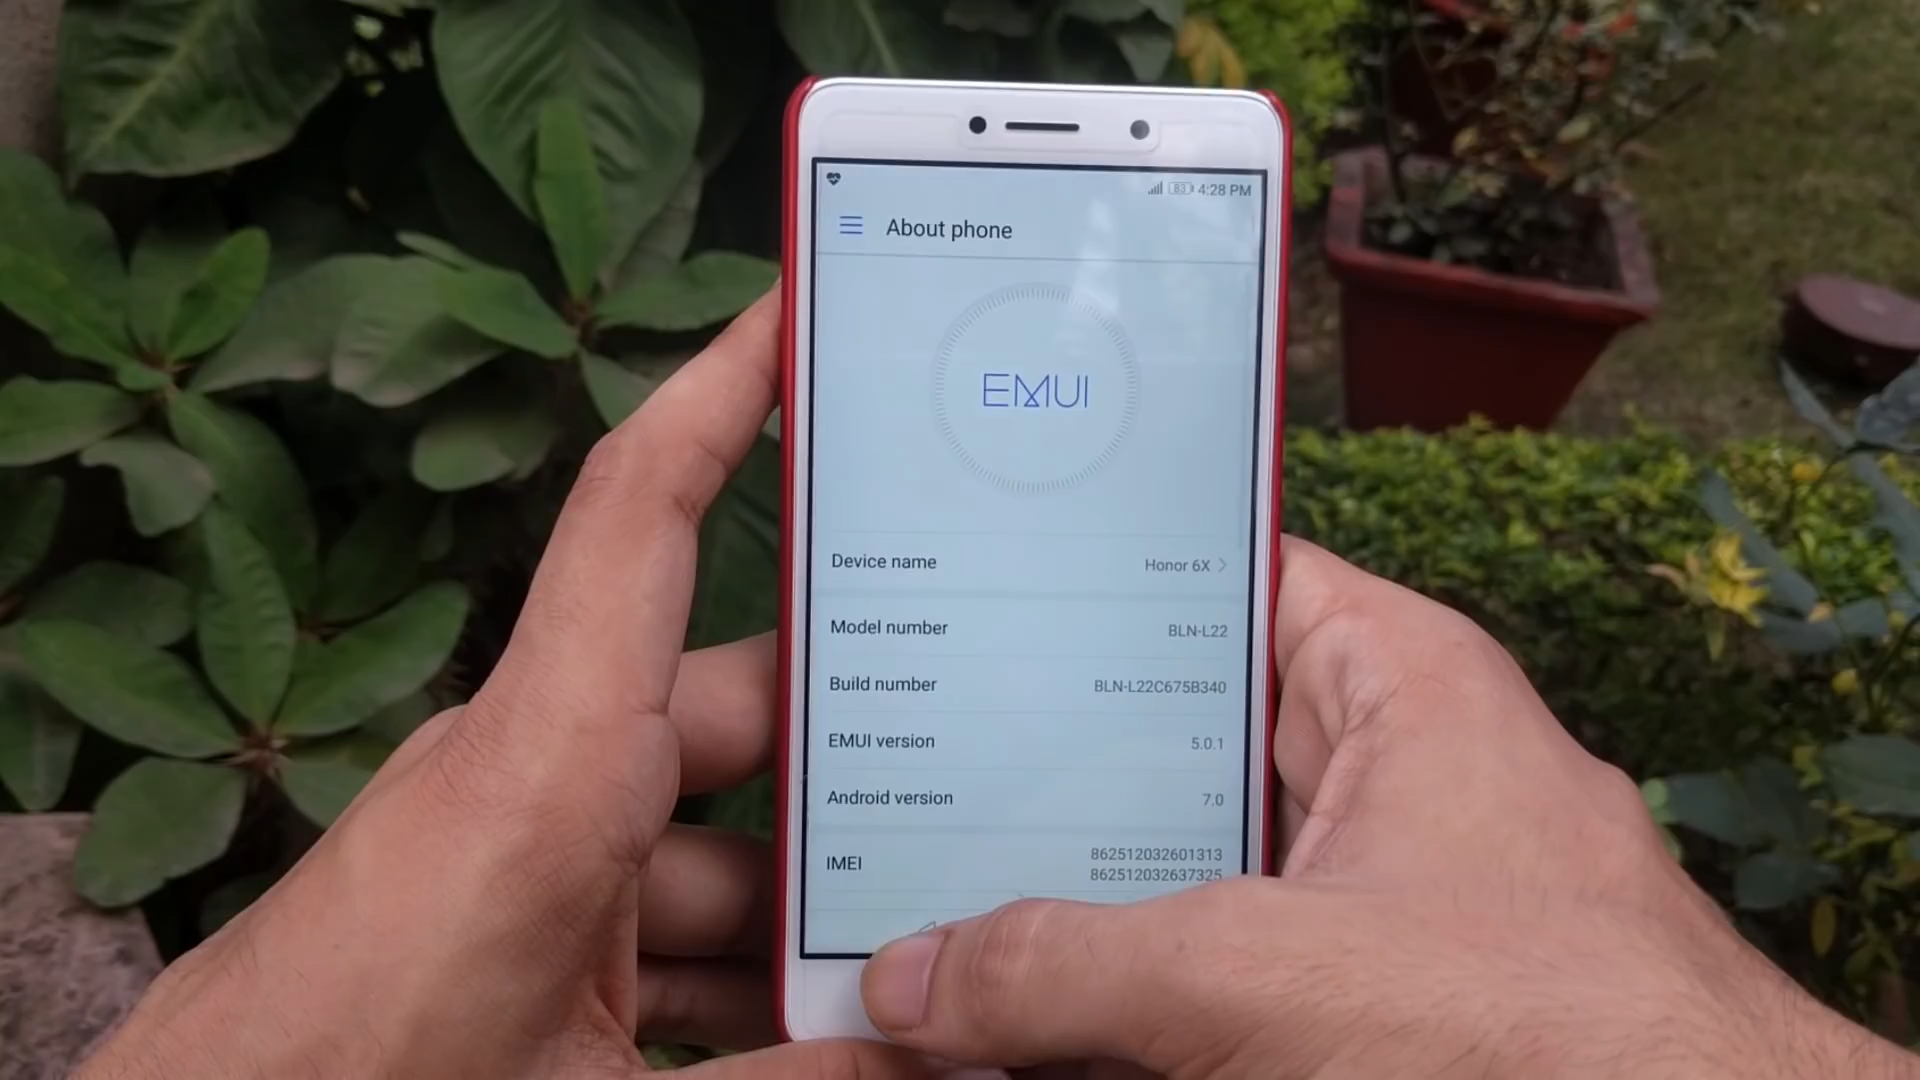 83 4:28 PM
About phone
EMUI
Device name Honor 6X
Model number BLN-L22
Build number BLN-L22C675B340
EMUI version 5.0.1
Android version 7.0
IMEI 862512032601313
862512032637325